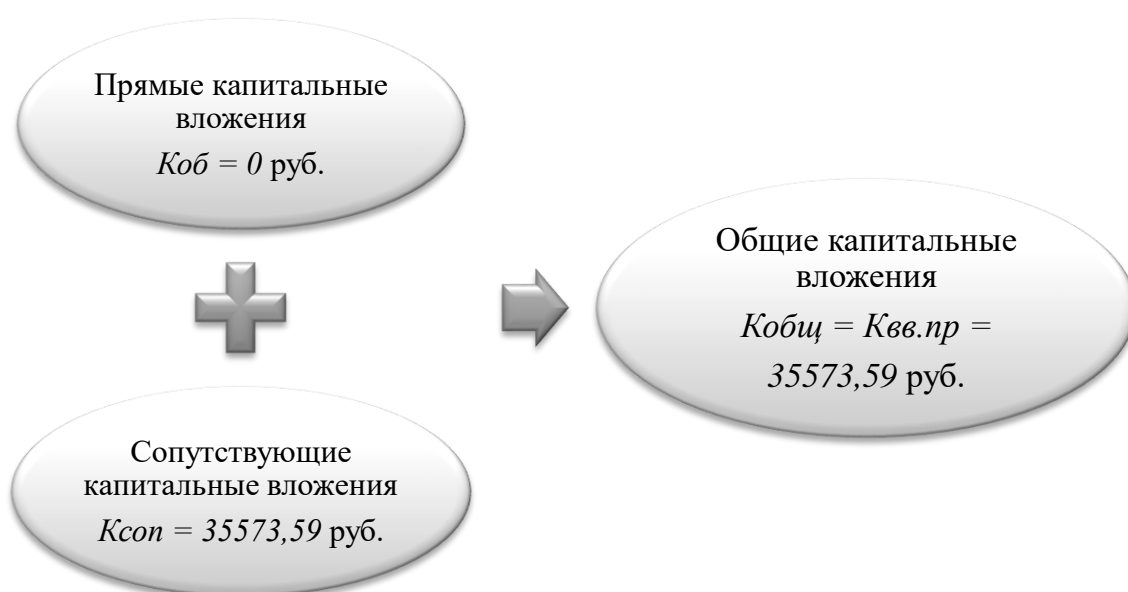 Прямые капитальные
вложения
Коб = 0 руб.
Сопутствующие
капитальные вложения
Ксоп = 35573,59 руб.
Общие капитальные
вложения
Кобщ = Квв.пр =
35573,59 руб.